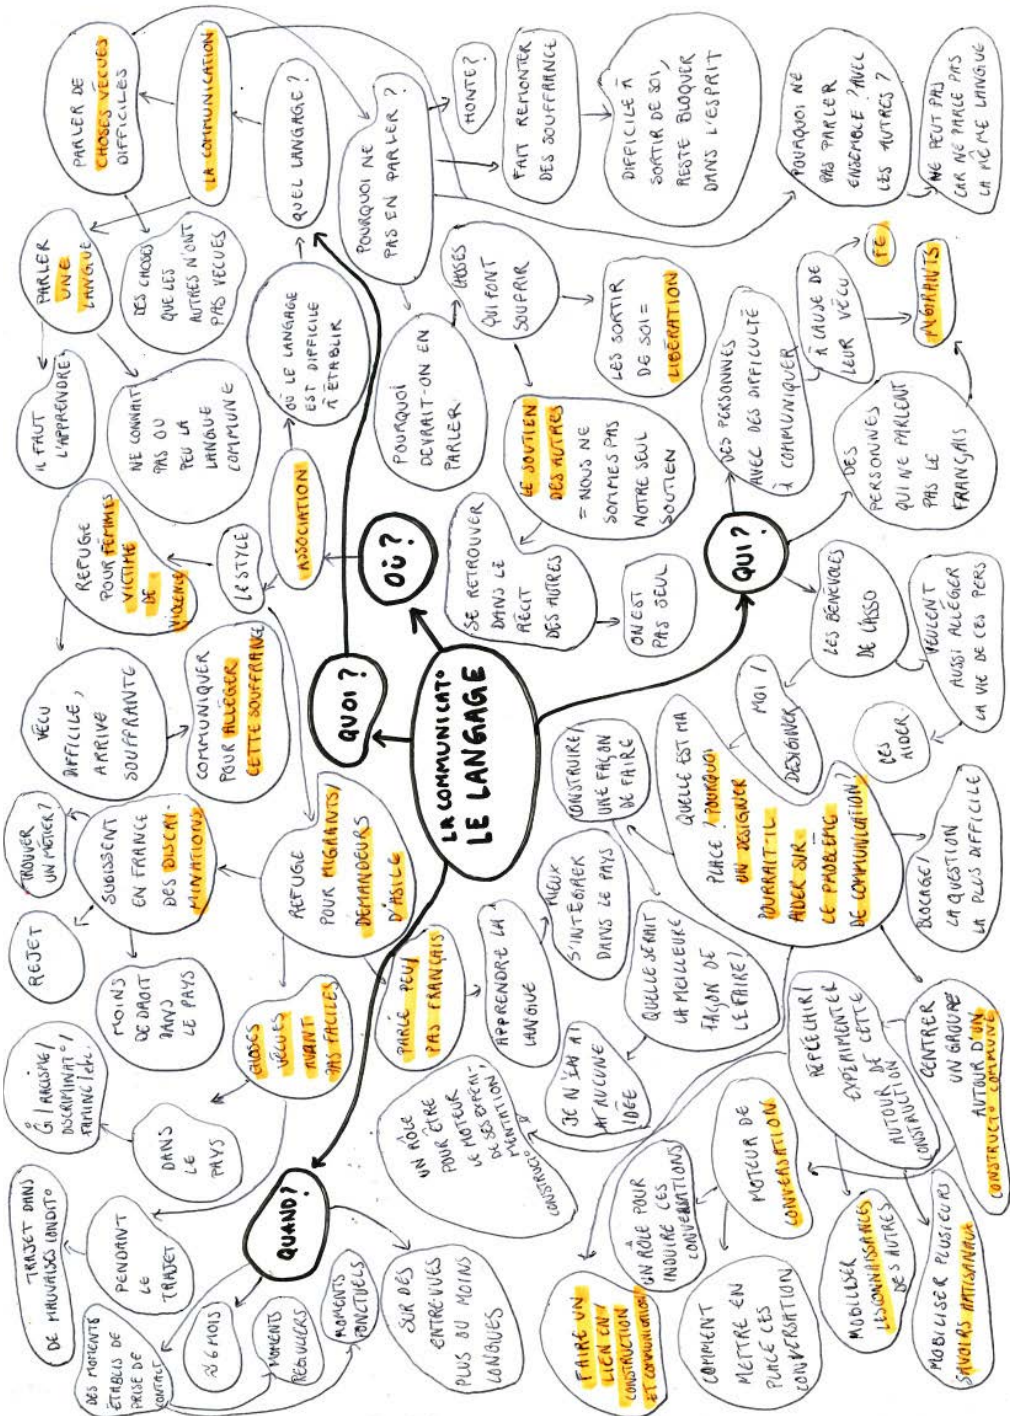 LA COMMUNICAT°
LE LANGAGE
QUOI ?
OÙ ?
QUI ?
QUAND ?
QUEL LANGAGE ?
LA COMMUNICATION
PARLER DE
CHOSES VÉCUES
DIFFICILES
DES CHOSES
QUE LES
AUTRES N'ONT
PAS VÉCUES
PARLER
UNE
LANGUE
IL FAUT
L'APPRENDRE
NE CONNAIT
PAS OU
PEU LA
LANGUE
COMMUNE
POURQUOI NE
PAS EN PARLER ?
HONTE ?
FAIT REMONTER
DES SOUFFRANCE
DIFFICILE À
SORTIR DE SOI,
RESTE BLOQUER
DANS L'ESPRIT
POURQUOI NE
PAS PARLER
ENSEMBLE ? AVEC
LES AUTRES ?
NE PEUT PAS
CAR NE PARLE PAS
LA MÊME LANGUE
POURQUOI
DEVRAIT-ON EN
PARLER
CHOSES
QUI FONT
SOUFRIR
LES SORTIR
DE SOI =
LIBÉRATION
LE SOUTIEN
DES AUTRES
= NOUS NE
SOMMES PAS
NOTRE SEUL
SOUTIEN
SE RETROUVER
DANS LE
RÉCIT
DES AUTRES
ON EST
PAS SEUL
ASSOCIATION
OÙ LE LANGAGE
EST DIFFICILE
À ÉTABLIR
LE STYLE
REFUGE
POUR FEMMES
VICTIME
DE
VIOLENCE
VÉCU
DIFFICILE,
ARRIVE
SOUFFRANTE
COMMUNIQUER
POUR ALLÉGER
CETTE SOUFFRANCE
REFUGE
POUR MIGRANTS/
DEMANDEURS
D'ASILE
SUBISSENT
EN FRANCE
DES DISCRI-
MINATIONS
TROUVER
UN MÉTIER ?
REJET
MOINS
DE DROIT
DANS
LE PAYS
CHOSES
VÉCUES
AVANT
PAS FACILES
DANS
LE
PAYS
RACISME/
DISCRIMINAT°/
FAMINE/etc.
PENDANT
LE
TRAJET
TRAJET DANS
DE MAUVAISES CONDIT°
PARLE PEU/
PAS FRANÇAIS
APPRENDRE LA
LANGUE
MIEUX
S'INTÉGRER
DANS LE PAYS
DES PERSONNES
AVEC DES DIFFICULTÉ
À COMMUNIQUER
À CAUSE DE
LEUR VÉCU
MIGRANTS
DES
PERSONNES
QUI NE PARLENT
PAS LE
FRANÇAIS
LES BÉNÉVOLES
DE L'ASSO
VEULENT
AUSSI ALLÉGER
LA VIE DE CES PERS
CES
AIDER
MOI /
DESIGNER
QUELLE EST MA
PLACE ? POURQUOI
UN DESIGNER
POURRAIT-IL
AIDER SUR
CE PROBLÈME
DE COMMUNICATION ?
BLOCAGE/
LA QUESTION
LA PLUS DIFFICILE
CONSTRUIRE/
UNE FAÇON
DE FAIRE
QUELLE SERAIT
LA MEILLEURE
FAÇON DE
LE FAIRE ?
JE N'EN AI
AUCUNE
IDÉE
CENTRER
UN GROUPE
AUTOUR D'UN
CONSTRUCT° COMMUNE
RÉFLÉCHIR/
EXPÉRIMENTER
AUTOUR DE CETTE
CONSTRUCTION
UN RÔLE
POUR ÊTRE
LE MOTEUR
DE SES EXPÉRI-
MENTATION/
CONSTRUCT°
MOTEUR DE
CONVERSATION
UN RÔLE POUR
INDUIRE CES
CONVERSATIONS
COMMENT
METTRE EN
PLACE CES
CONVERSATION
MOBILISER
LES CONNAISSANCES
DES AUTRES
MOBILISER PLUSIEURS
SAVOIRS ARTISANAUX
FAIRE UN
LIEN EN/
CONSTRUCTION
ET COMMUNICATION
DES MOMENTS
ÉTABLIS DE
PRISE DE
CONTACT
≈ 6 MOIS
MOMENTS
RÉGULIERS
MOMENTS
PONCTUELS
SUR DES
ENTREVUES
PLUS OU MOINS
LONGUES